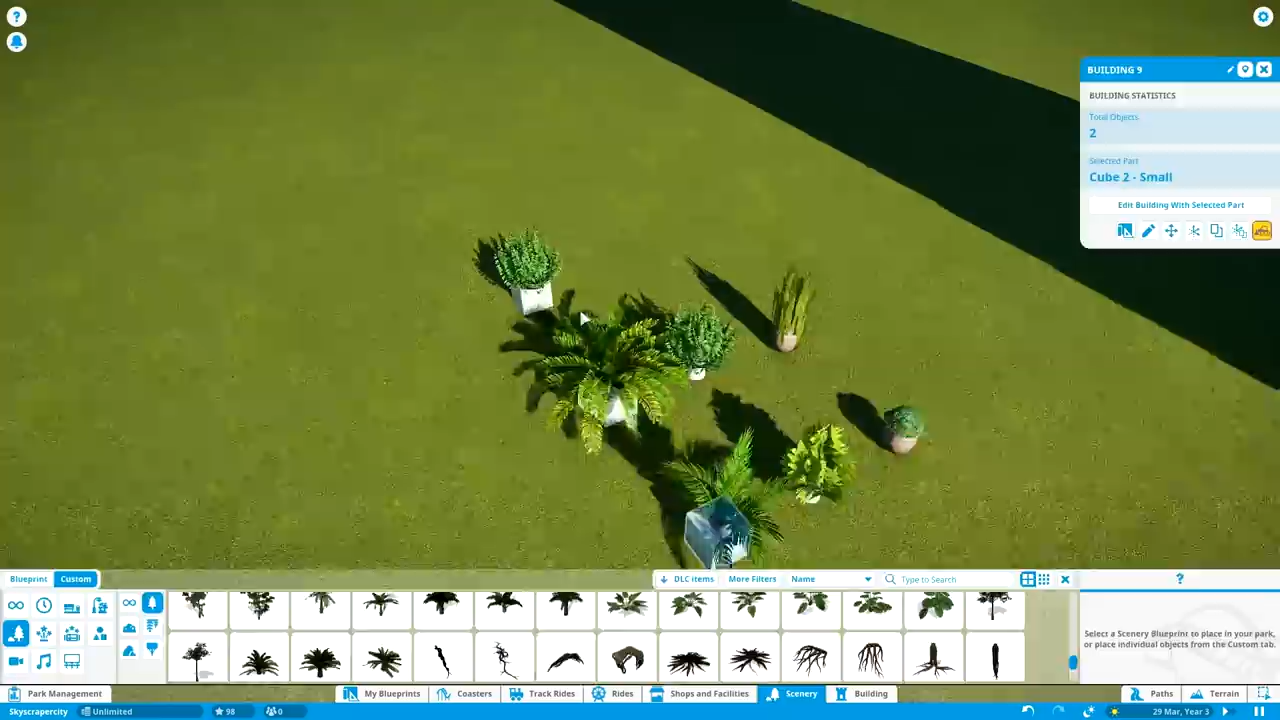 ?
BUILDING 9
BUILDING STATISTICS
Total Objects
2
Selected Part
Cube 2 - Small
Edit Building With Selected Part
Blueprint Custom
DLC items More Filters Name Type to Search
?
Select a Scenery Blueprint to place in your park,
or place individual objects from the Custom tab.
Park Management My Blueprints Coasters Track Rides Rides Shops and Facilities Scenery Building Paths Terrain
Skyscrapercity Unlimited 98 0 29 Mar, Year 3